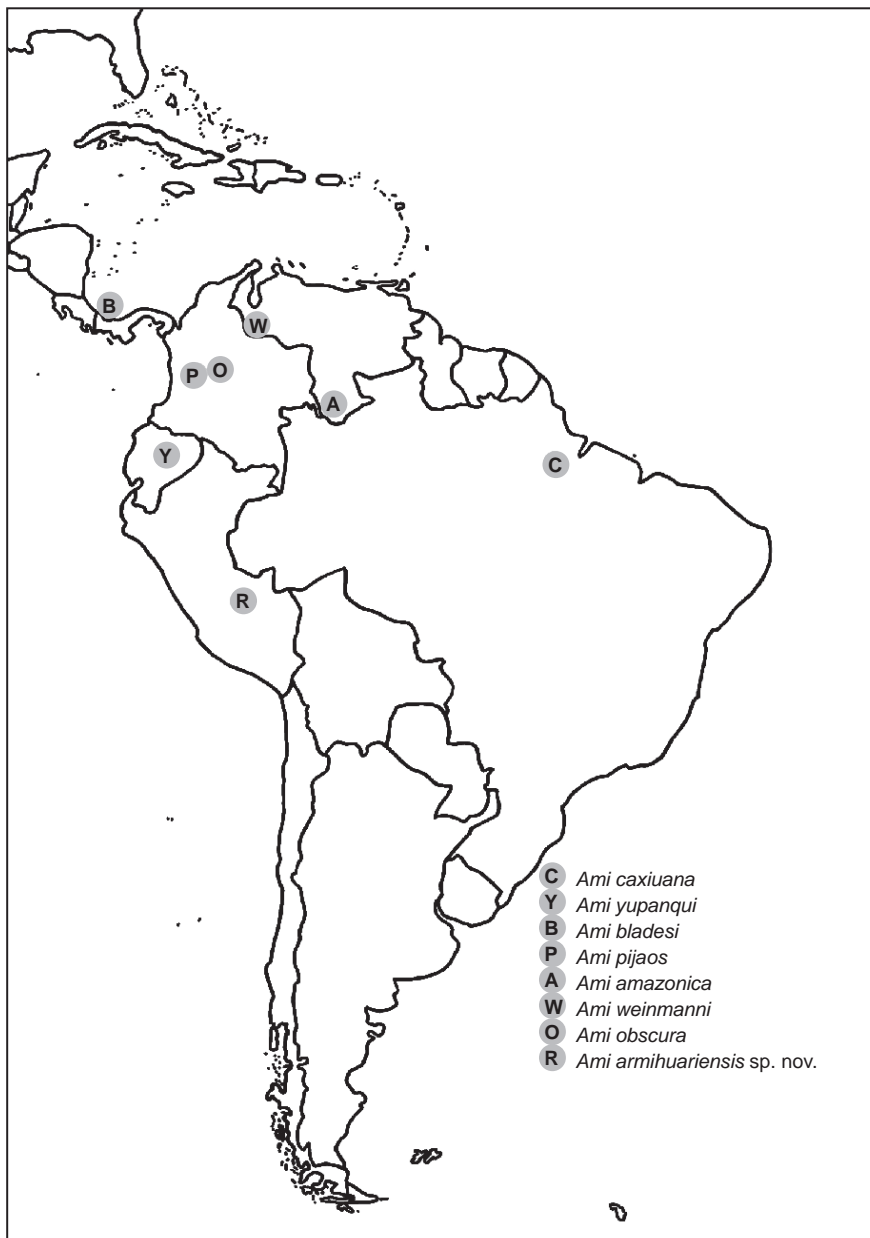 B
W
P O
A
Y
C
R
C Ami caxiuana
Y Ami yupanqui
B Ami bladesi
P Ami pijaos
A Ami amazonica
W Ami weinmanni
O Ami obscura
R Ami armihuariensis sp. nov.